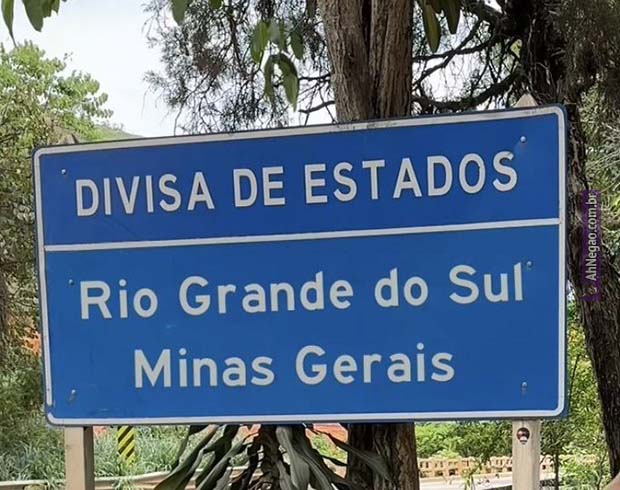 DIVISA DE ESTADOS
Rio Grande do Sul
Minas Gerais
AhNegao.com.br